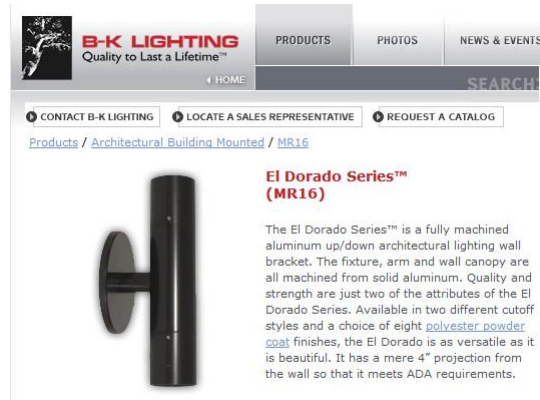 B-K LIGHTING
Quality to Last a Lifetime™
HOME
PRODUCTS
PHOTOS
NEWS & EVENTS
SEARCH
CONTACT B-K LIGHTING
LOCATE A SALES REPRESENTATIVE
REQUEST A CATALOG
Products / Architectural Building Mounted / MR16
El Dorado Series™
(MR16)
The El Dorado Series™ is a fully machined
aluminum up/down architectural lighting wall
bracket. The fixture, arm and wall canopy are
all machined from solid aluminum. Quality and
strength are just two of the attributes of the El
Dorado Series. Available in two different cutoff
styles and a choice of eight polyester powder
coat finishes, the El Dorado is as versatile as it
is beautiful. It has a mere 4” projection from
the wall so that it meets ADA requirements.